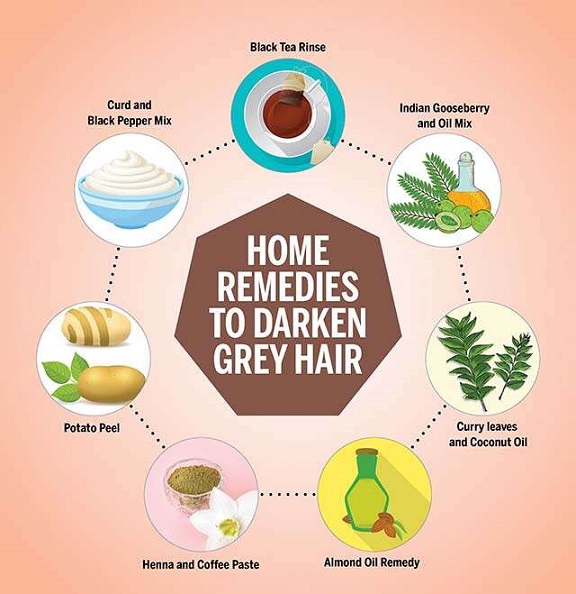 Black Tea Rinse
Indian Gooseberry
and Oil Mix
Curry leaves
and Coconut Oil
Almond Oil Remedy
Henna and Coffee Paste
Potato Peel
Curd and
Black Pepper Mix
HOME
REMEDIES
TO DARKEN
GREY HAIR